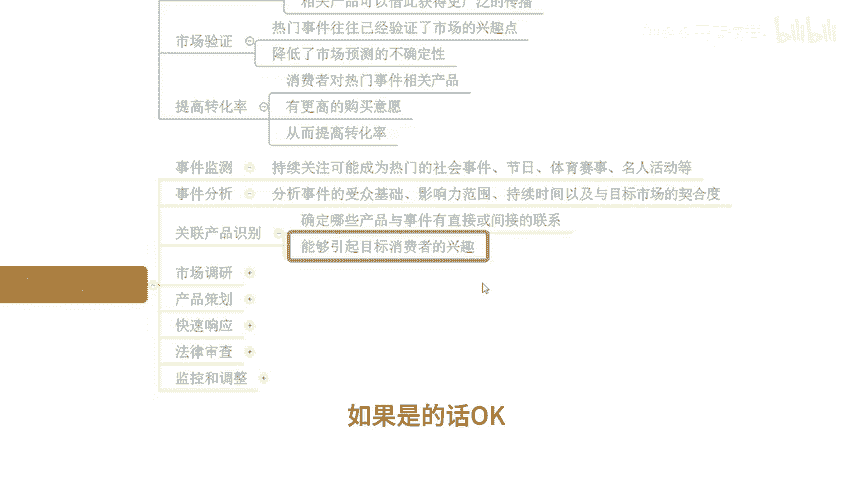 相关产品可以借此获得更广泛的传播
热门事件往往已经验证了市场的兴趣点
市场验证
降低了市场预测的不确定性
消费者对热门事件相关产品
提高转化率
有更高的购买意愿
从而提高转化率
事件监测 持续关注可能成为热门的社会事件、节日、体育赛事、名人活动等
事件分析 分析事件的受众基础、影响力范围、持续时间以及与目标市场的契合度
确定哪些产品与事件有直接或间接的联系
关联产品识别
能够引起目标消费者的兴趣
市场调研
产品策划
快速响应
法律审查
监控和调整
如果是的话OK
bilibili